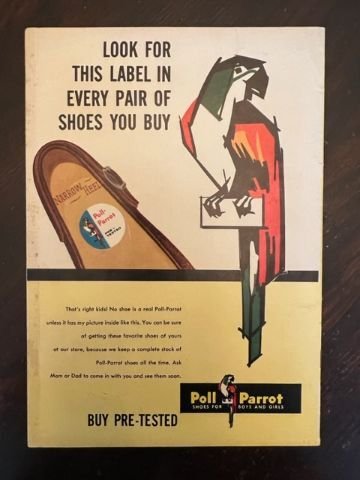 LOOK FOR
THIS LABEL IN
EVERY PAIR OF
SHOES YOU BUY
NARROW HEEL
Poll-
Parrot
PRE-
TESTED
That's right kids! No shoe is a real Poll-Parrot
unless it has my picture inside like this. You can be sure
of getting these favorite shoes of yours
at our store, because we keep a complete stock of
Poll-Parrot shoes all the time. Ask
Mom or Dad to come in with you and see them soon.
BUY PRE-TESTED
Poll Parrot
SHOES FOR BOYS AND GIRLS